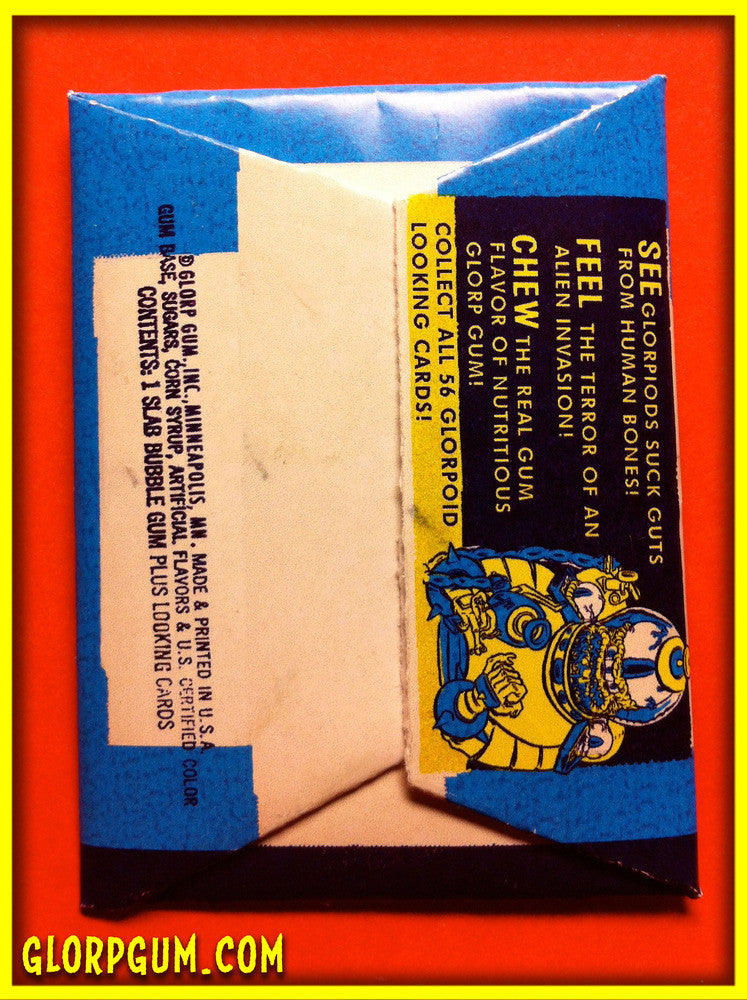 SEE GLORPIODS SUCK GUTS
FROM HUMAN BONES!
FEEL THE TERROR OF AN
ALIEN INVASION!
CHEW THE REAL GUM
FLAVOR OF NUTRITIOUS
GLORP GUM!
COLLECT ALL 56 GLORPOID
LOOKING CARDS!
© GLORP GUM, INC., MINNEAPOLIS, MN. MADE & PRINTED IN U.S.A
GUM BASE, SUGARS, CORN SYRUP, ARTIFICIAL FLAVORS & U.S. CERTIFIED COLOR
CONTENTS: 1 SLAB BUBBLE GUM PLUS LOOKING CARDS
GLORPGUM.COM